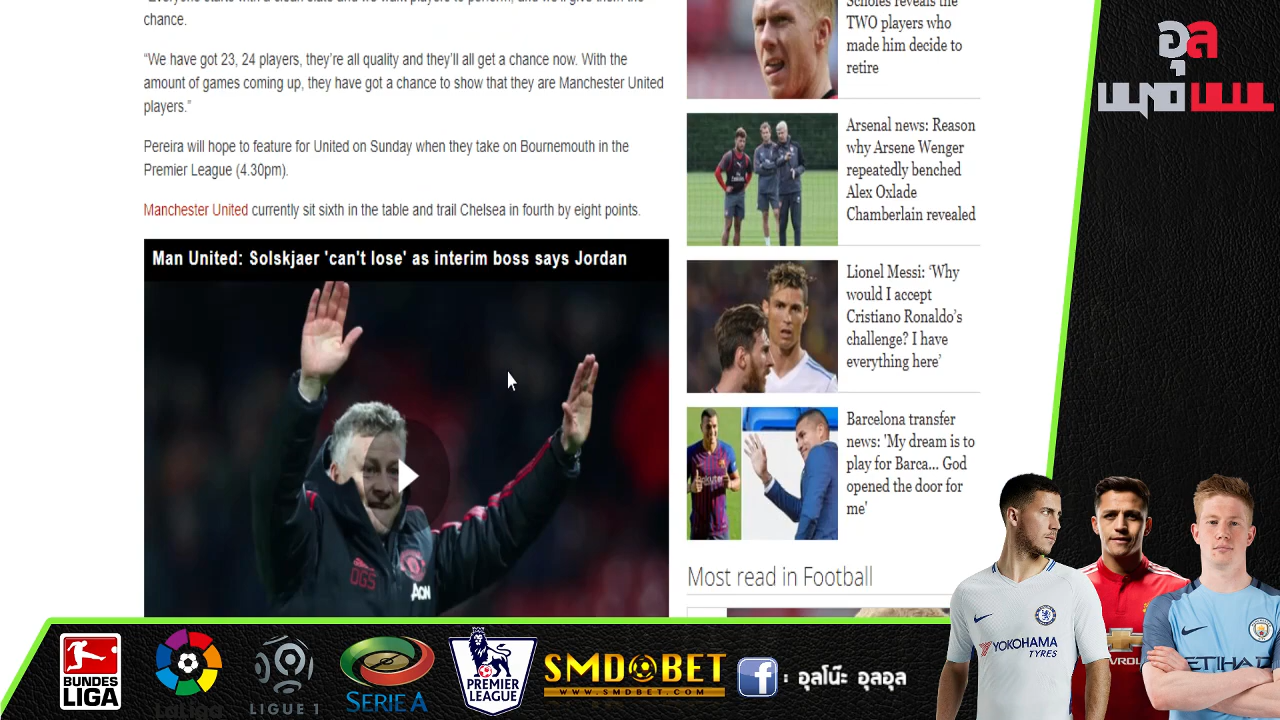 chance.
“We have got 23, 24 players, they’re all quality and they’ll all get a chance now. With the
amount of games coming up, they have got a chance to show that they are Manchester United
players.”
Pereira will hope to feature for United on Sunday when they take on Bournemouth in the
Premier League (4.30pm).
Manchester United currently sit sixth in the table and trail Chelsea in fourth by eight points.
Man United: Solskjaer 'can't lose' as interim boss says Jordan
OGS
AON
Scholes reveals the
TWO players who
made him decide to
retire
Arsenal news: Reason
why Arsene Wenger
repeatedly benched
Alex Oxlade
Chamberlain revealed
Lionel Messi: ‘Why
would I accept
Cristiano Ronaldo’s
challenge? I have
everything here’
Barcelona transfer
news: 'My dream is to
play for Barca... God
opened the door for
me'
Most read in Football
YOKOHAMA
TYRES
BUNDES
LIGA
LIGUE 1
SERIE A
PREMIER
LEAGUE
SMDBET
WWW.SMDBET.COM
f : อุลโน๊ะ อุลอุล